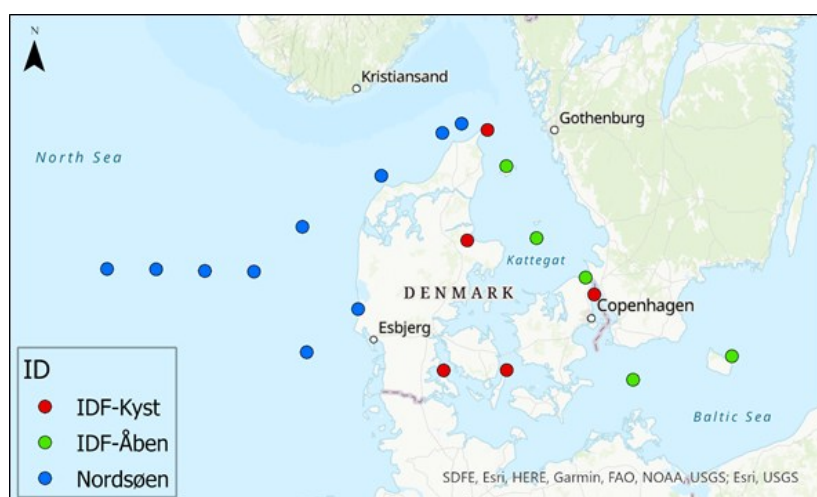 N
Kristiansand
Gothenburg
North Sea
Kattegat
DENMARK
Copenhagen
Esbjerg
ID
IDF-Kyst
IDF-Åben
Nordsøen
Baltic Sea
SDFE, Esri, HERE, Garmin, FAO, NOAA, USGS; Esri, USGS